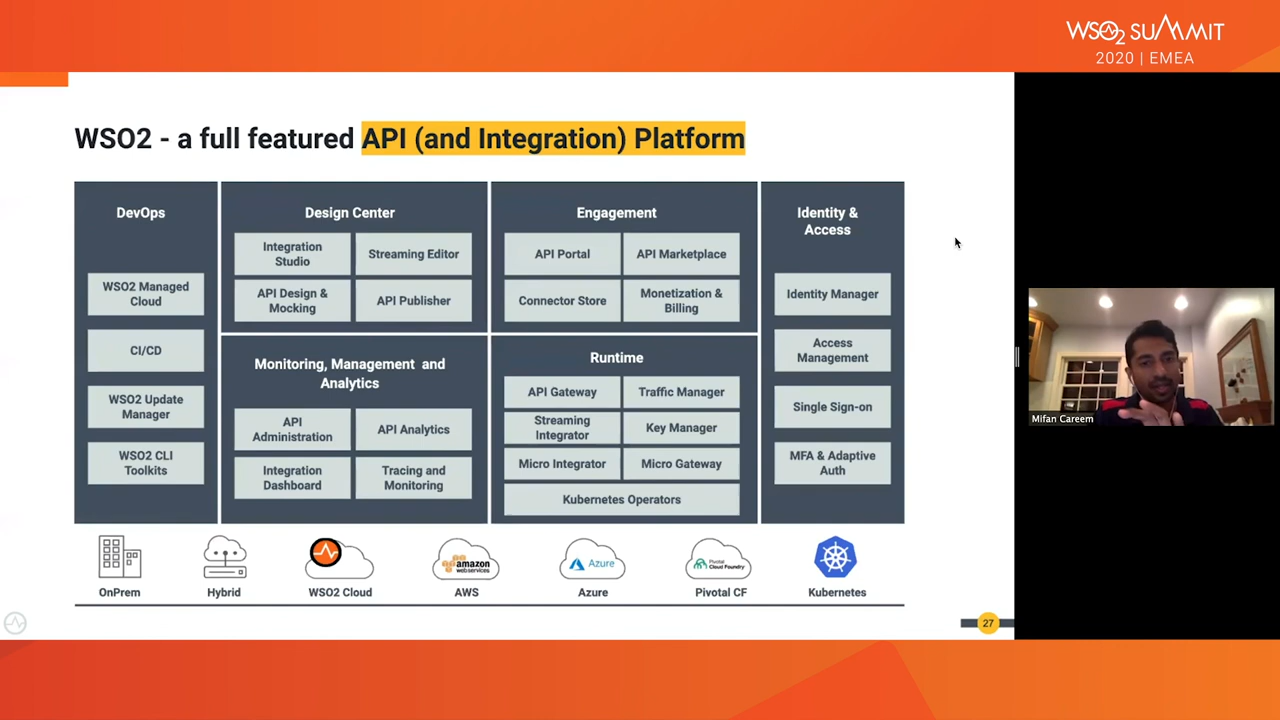 WSO2 SUMMIT
2020 | EMEA
WSO2 - a full featured API (and Integration) Platform
DevOps
WSO2 Managed
Cloud
CI/CD
WSO2 Update
Manager
WSO2 CLI
Toolkits
Design Center
Integration
Studio
Streaming Editor
API Design &
Mocking
API Publisher
Monitoring, Management and
Analytics
API
Administration
API Analytics
Integration
Dashboard
Tracing and
Monitoring
Engagement
API Portal
API Marketplace
Connector Store
Monetization &
Billing
Runtime
API Gateway
Traffic Manager
Streaming
Integrator
Key Manager
Micro Integrator
Micro Gateway
Kubernetes Operators
Identity &
Access
Identity Manager
Access
Management
Single Sign-on
MFA & Adaptive
Auth
amazon
webservices
Azure
Pivotal
Cloud Foundry
OnPrem
Hybrid
WSO2 Cloud
AWS
Azure
Pivotal CF
Kubernetes
27
Mifan Careem